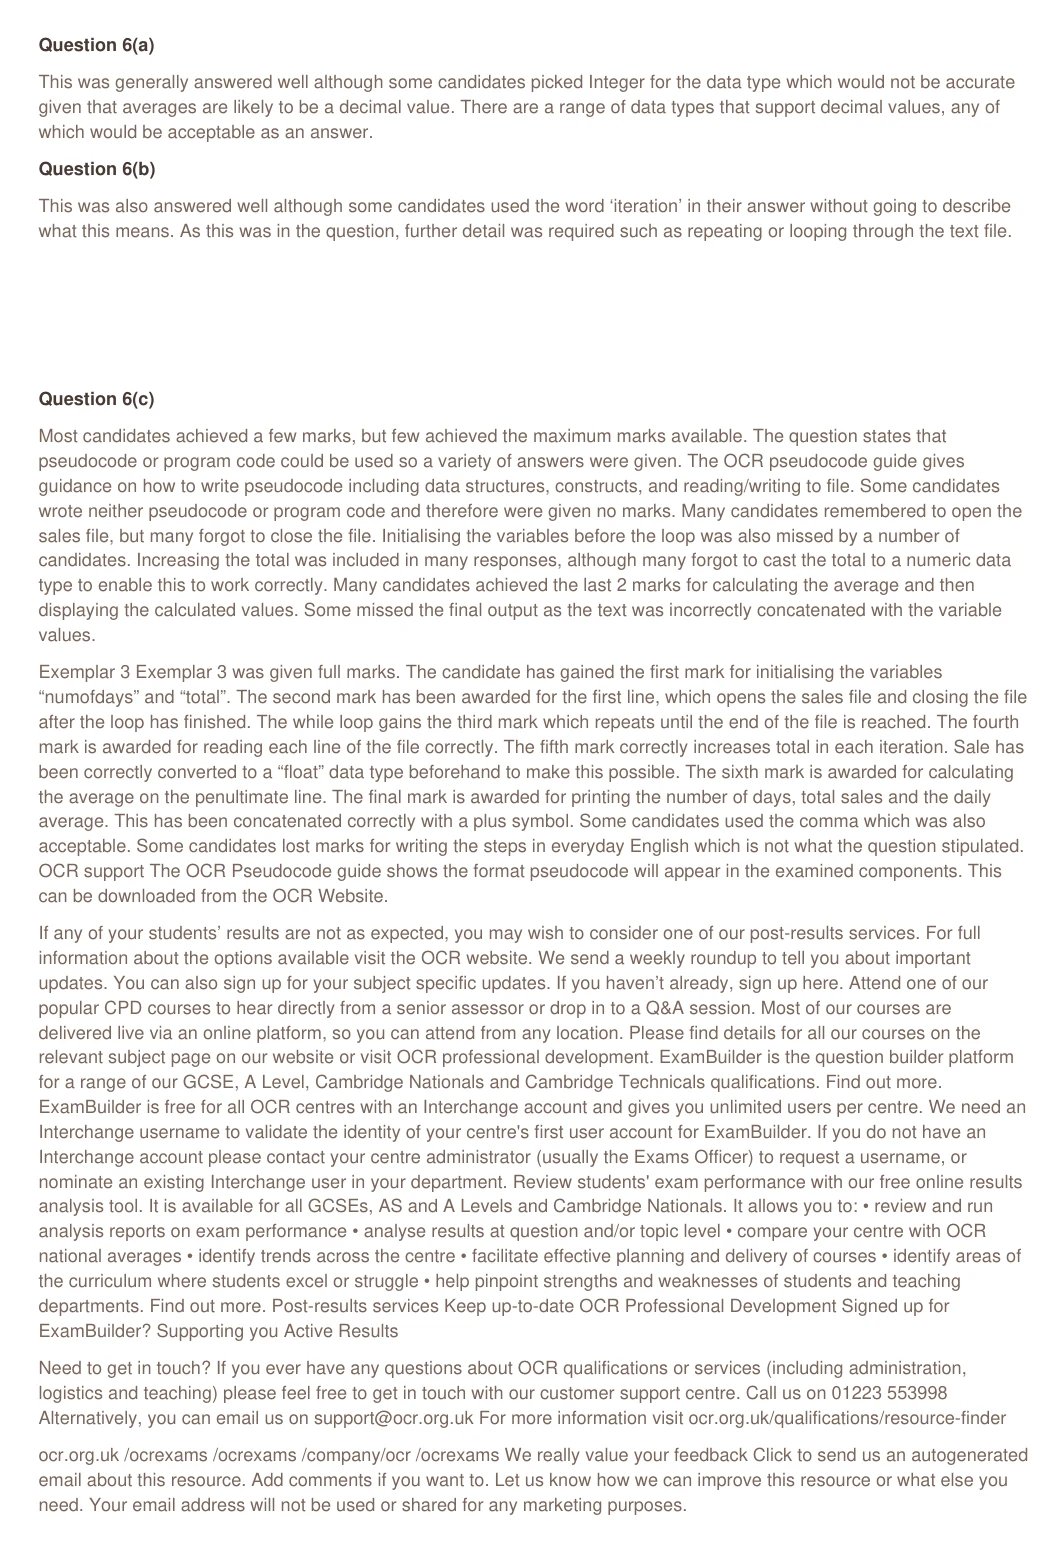 Question 6(a)
This was generally answered well although some candidates picked Integer for the data type which would not be accurate
given that averages are likely to be a decimal value. There are a range of data types that support decimal values, any of
which would be acceptable as an answer.
Question 6(b)
This was also answered well although some candidates used the word ‘iteration’ in their answer without going to describe
what this means. As this was in the question, further detail was required such as repeating or looping through the text file.
Question 6(c)
Most candidates achieved a few marks, but few achieved the maximum marks available. The question states that
pseudocode or program code could be used so a variety of answers were given. The OCR pseudocode guide gives
guidance on how to write pseudocode including data structures, constructs, and reading/writing to file. Some candidates
wrote neither pseudocode or program code and therefore were given no marks. Many candidates remembered to open the
sales file, but many forgot to close the file. Initialising the variables before the loop was also missed by a number of
candidates. Increasing the total was included in many responses, although many forgot to cast the total to a numeric data
type to enable this to work correctly. Many candidates achieved the last 2 marks for calculating the average and then
displaying the calculated values. Some missed the final output as the text was incorrectly concatenated with the variable
values.
Exemplar 3 Exemplar 3 was given full marks. The candidate has gained the first mark for initialising the variables
“numofdays” and “total”. The second mark has been awarded for the first line, which opens the sales file and closing the file
after the loop has finished. The while loop gains the third mark which repeats until the end of the file is reached. The fourth
mark is awarded for reading each line of the file correctly. The fifth mark correctly increases total in each iteration. Sale has
been correctly converted to a “float” data type beforehand to make this possible. The sixth mark is awarded for calculating
the average on the penultimate line. The final mark is awarded for printing the number of days, total sales and the daily
average. This has been concatenated correctly with a plus symbol. Some candidates used the comma which was also
acceptable. Some candidates lost marks for writing the steps in everyday English which is not what the question stipulated.
OCR support The OCR Pseudocode guide shows the format pseudocode will appear in the examined components. This
can be downloaded from the OCR Website.
If any of your students’ results are not as expected, you may wish to consider one of our post-results services. For full
information about the options available visit the OCR website. We send a weekly roundup to tell you about important
updates. You can also sign up for your subject specific updates. If you haven’t already, sign up here. Attend one of our
popular CPD courses to hear directly from a senior assessor or drop in to a Q&A session. Most of our courses are
delivered live via an online platform, so you can attend from any location. Please find details for all our courses on the
relevant subject page on our website or visit OCR professional development. ExamBuilder is the question builder platform
for a range of our GCSE, A Level, Cambridge Nationals and Cambridge Technicals qualifications. Find out more.
ExamBuilder is free for all OCR centres with an Interchange account and gives you unlimited users per centre. We need an
Interchange username to validate the identity of your centre's first user account for ExamBuilder. If you do not have an
Interchange account please contact your centre administrator (usually the Exams Officer) to request a username, or
nominate an existing Interchange user in your department. Review students' exam performance with our free online results
analysis tool. It is available for all GCSEs, AS and A Levels and Cambridge Nationals. It allows you to: • review and run
analysis reports on exam performance • analyse results at question and/or topic level • compare your centre with OCR
national averages • identify trends across the centre • facilitate effective planning and delivery of courses • identify areas of
the curriculum where students excel or struggle • help pinpoint strengths and weaknesses of students and teaching
departments. Find out more. Post-results services Keep up-to-date OCR Professional Development Signed up for
ExamBuilder? Supporting you Active Results
Need to get in touch? If you ever have any questions about OCR qualifications or services (including administration,
logistics and teaching) please feel free to get in touch with our customer support centre. Call us on 01223 553998
Alternatively, you can email us on support@ocr.org.uk For more information visit ocr.org.uk/qualifications/resource-finder
ocr.org.uk /ocrexams /ocrexams /company/ocr /ocrexams We really value your feedback Click to send us an autogenerated
email about this resource. Add comments if you want to. Let us know how we can improve this resource or what else you
need. Your email address will not be used or shared for any marketing purposes.